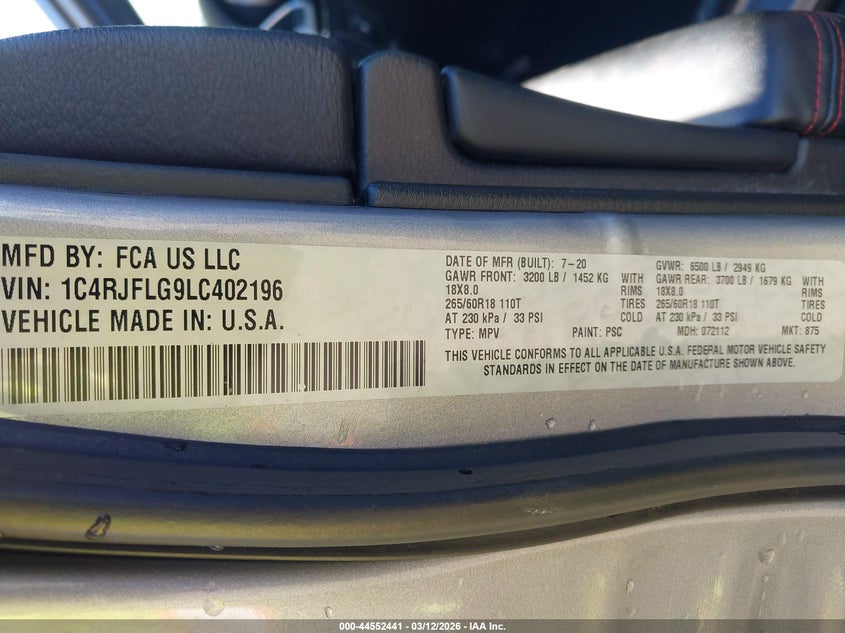 MFD BY: FCA US LLC
VIN: 1C4RJFLG9LC402196
VEHICLE MADE IN: U.S.A.
DATE OF MFR (BUILT): 7-20 GVWR: 6500 LB / 2949 KG
GAWR FRONT: 3200 LB / 1452 KG WITH GAWR REAR: 3700 LB / 1679 KG WITH
18X8.0 RIMS 18X8.0 RIMS
265/60R18 110T TIRES 265/60R18 110T TIRES
AT 230 kPa / 33 PSI COLD AT 230 kPa / 33 PSI COLD
TYPE: MPV PAINT: PSC MDH: 072112 MKT: 875
THIS VEHICLE CONFORMS TO ALL APPLICABLE U.S.A. FEDERAL MOTOR VEHICLE SAFETY
STANDARDS IN EFFECT ON THE DATE OF MANUFACTURE SHOWN ABOVE.
000-44552441 - 03/12/2026 - IAA Inc.